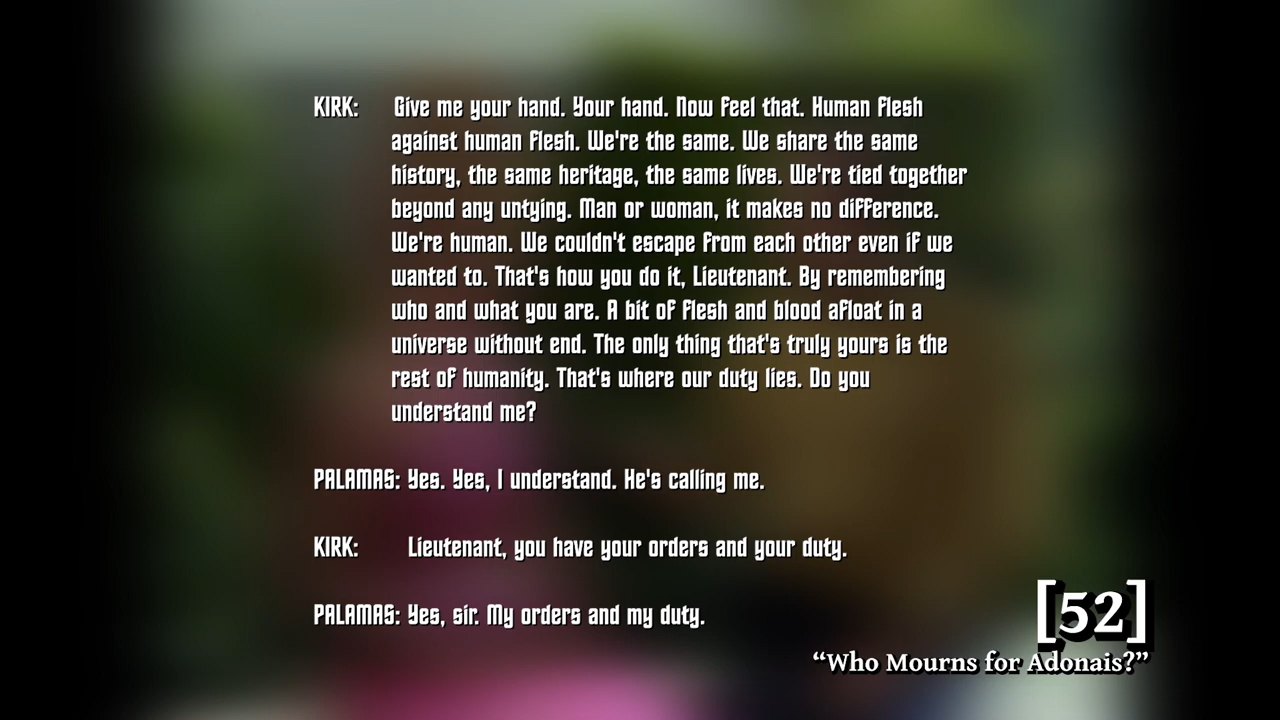 KIRK: Give me your hand. Your hand. Now feel that. Human flesh
against human flesh. We're the same. We share the same
history, the same heritage, the same lives. We're tied together
beyond any untying. Man or woman, it makes no difference.
We're human. We couldn't escape from each other even if we
wanted to. That's how you do it, Lieutenant. By remembering
who and what you are. A bit of flesh and blood afloat in a
universe without end. The only thing that's truly yours is the
rest of humanity. That's where our duty lies. Do you
understand me?
PALAMAS: Yes. Yes, I understand. He's calling me.
KIRK: Lieutenant, you have your orders and your duty.
PALAMAS: Yes, sir. My orders and my duty.
[52]
“Who Mourns for Adonais?”